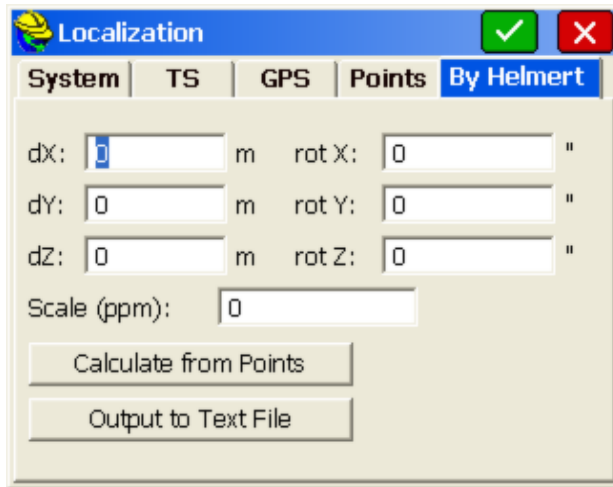 Localization
System TS GPS Points By Helmert
dX: 0 m rot X: 0 "
dY: 0 m rot Y: 0 "
dZ: 0 m rot Z: 0 "
Scale (ppm): 0
Calculate from Points
Output to Text File